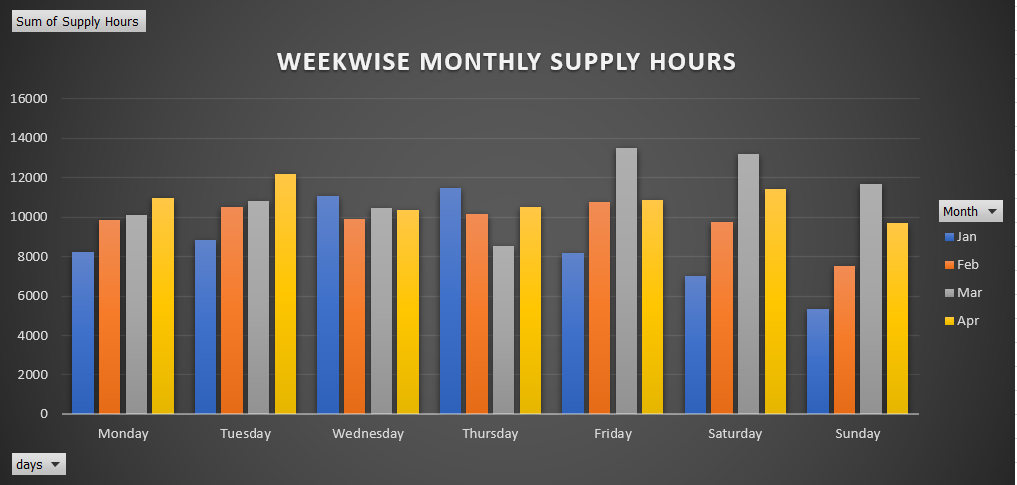 Sum of Supply Hours
WEEKWISE MONTHLY SUPPLY HOURS
16000
14000
12000
10000
8000
6000
4000
2000
0
Monday Tuesday Wednesday Thursday Friday Saturday Sunday
Month
Jan
Feb
Mar
Apr
days